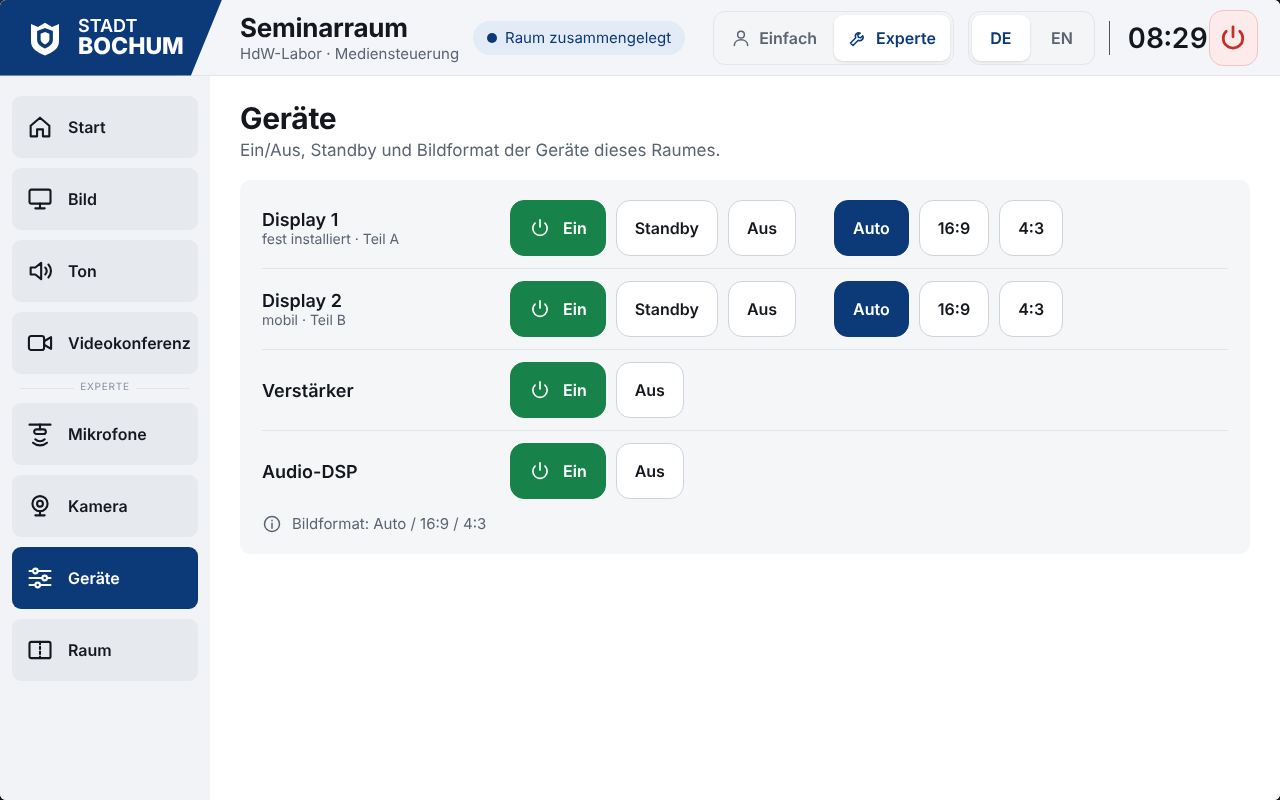 STADT
BOCHUM
Seminarraum
HdW-Labor · Mediensteuerung
Raum zusammengelegt
Einfach
Experte
DE
EN
08:29
Start
Bild
Ton
Videokonferenz
EXPERTE
Mikrofone
Kamera
Geräte
Raum
Geräte
Ein/Aus, Standby und Bildformat der Geräte dieses Raumes.
Display 1
fest installiert · Teil A
Ein
Standby
Aus
Auto
16:9
4:3
Display 2
mobil · Teil B
Ein
Standby
Aus
Auto
16:9
4:3
Verstärker
Ein
Aus
Audio-DSP
Ein
Aus
Bildformat: Auto / 16:9 / 4:3